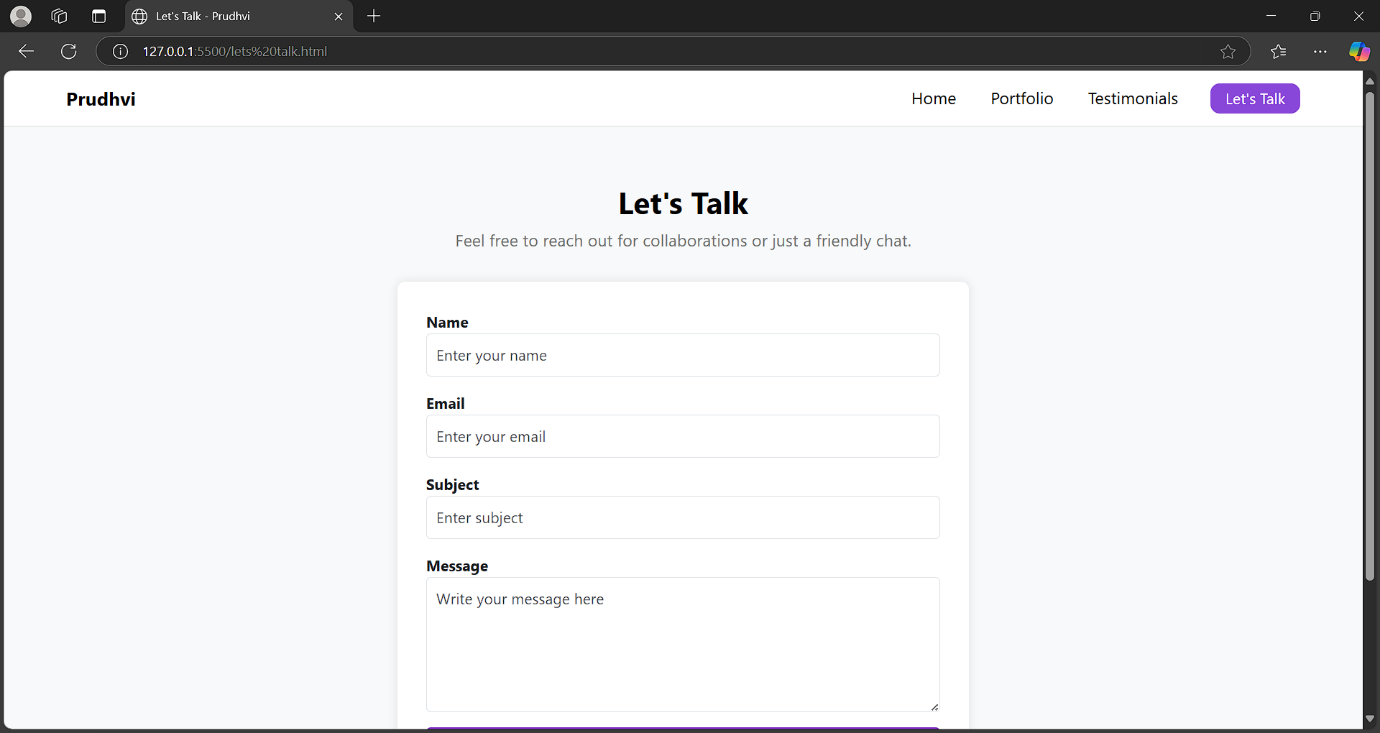 Let's Talk - Prudhvi
127.0.0.1:5500/lets%20talk.html
Prudhvi
Home
Portfolio
Testimonials
Let's Talk
Let's Talk
Feel free to reach out for collaborations or just a friendly chat.
Name
Enter your name
Email
Enter your email
Subject
Enter subject
Message
Write your message here